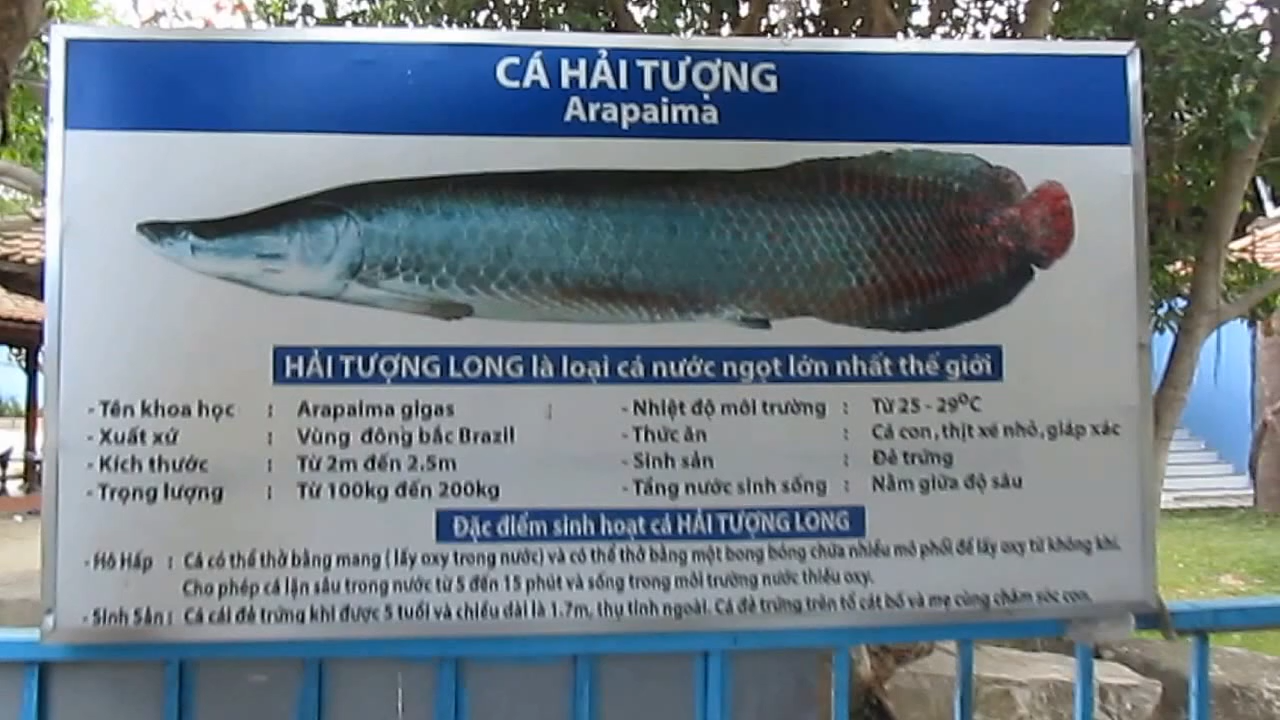 CÁ HẢI TƯỢNG
Arapaima
HẢI TƯỢNG LONG là loại cá nước ngọt lớn nhất thế giới
- Tên khoa học : Arapaima gigas
- Xuất xứ : Vùng đông bắc Brazil
- Kích thước : Từ 2m đến 2.5m
- Trọng lượng : Từ 100kg đến 200kg
- Nhiệt độ môi trường : Từ 25 - 29ºC
- Thức ăn : Cá con, thịt xé nhỏ, giáp xác
- Sinh sản : Đẻ trứng
- Tầng nước sinh sống : Nằm giữa độ sâu
Đặc điểm sinh hoạt cá HẢI TƯỢNG LONG
- Hô Hấp : Cá có thể thở bằng mang ( lấy oxy trong nước) và có thể thở bằng một bong bóng chứa nhiều mô phổi để lấy oxy từ không khí.
Cho phép cá lặn sâu trong nước từ 5 đến 15 phút và sống trong môi trường nước thiếu oxy.
- Sinh Sản : Cá cái đẻ trứng khi được 5 tuổi và chiều dài là 1.7m, thụ tinh ngoài. Cá đẻ trứng trên tổ cát bố và mẹ cùng chăm sóc con.